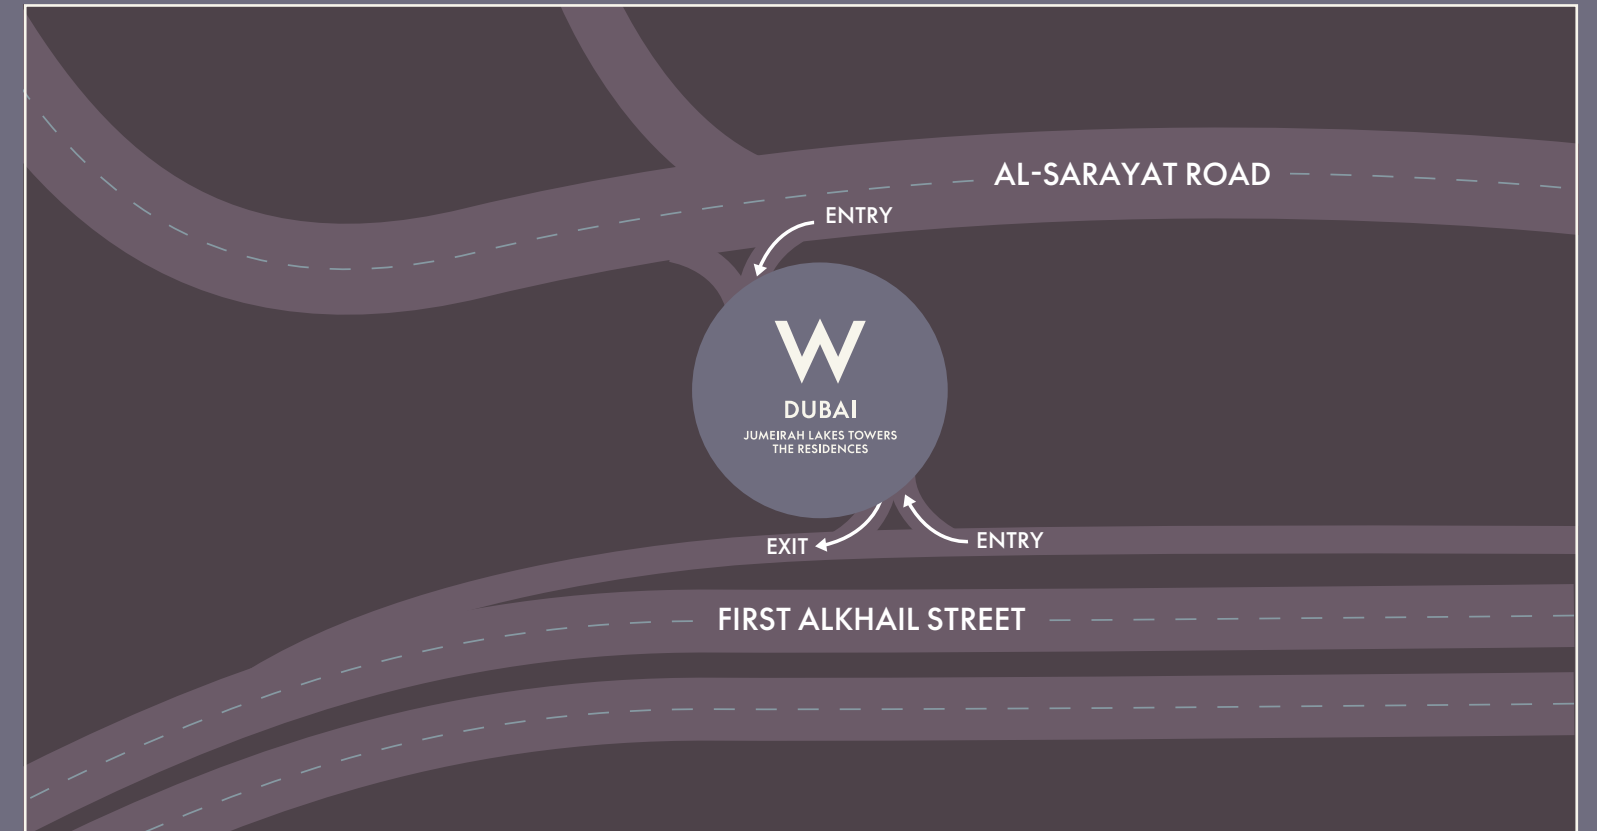 AL-SARAYAT ROAD
ENTRY
W
DUBAI
JUMEIRAH LAKES TOWERS
THE RESIDENCES
EXIT
ENTRY
FIRST ALKHAIL STREET